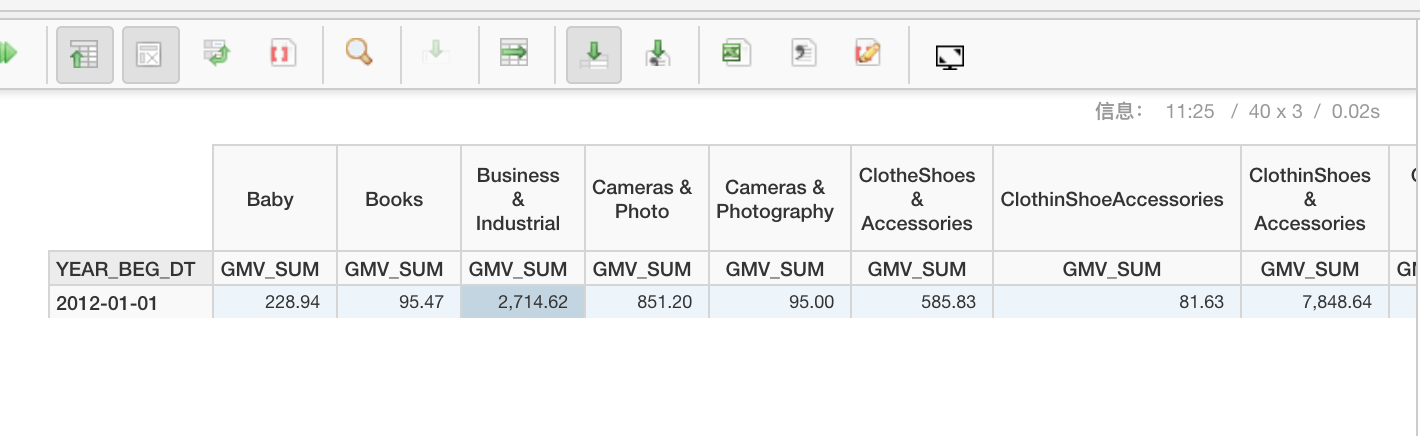 信息: 11:25 / 40 x 3 / 0.02s
Baby
Books
Business
&
Industrial
Cameras &
Photo
Cameras &
Photography
ClotheShoes
&
Accessories
ClothinShoeAccessories
ClothinShoes
&
Accessories
YEAR_BEG_DT GMV_SUM GMV_SUM GMV_SUM GMV_SUM GMV_SUM GMV_SUM GMV_SUM GMV_SUM
2012-01-01 228.94 95.47 2,714.62 851.20 95.00 585.83 81.63 7,848.64